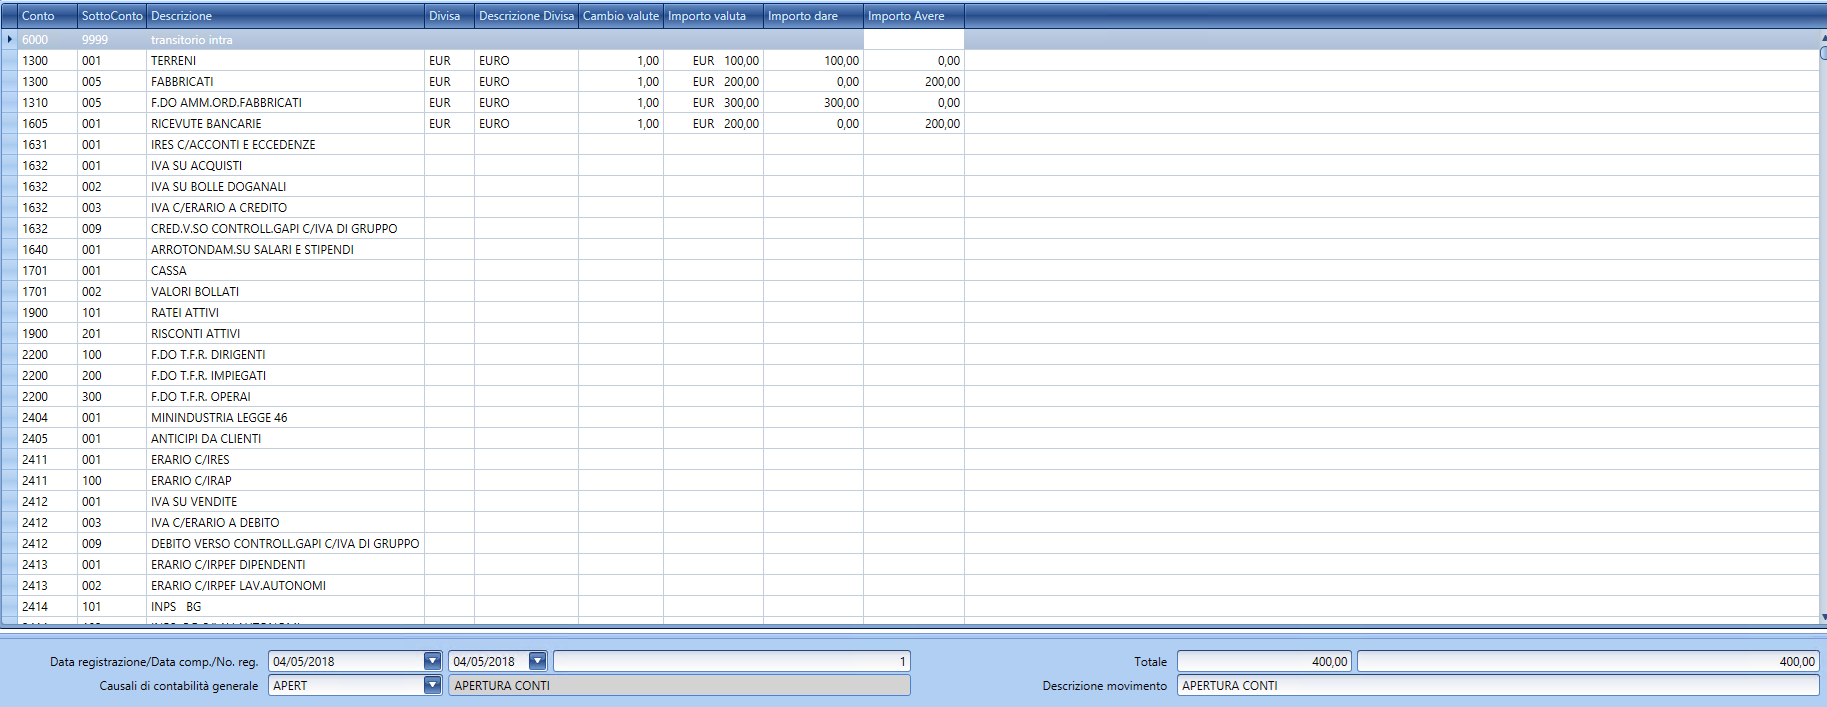 Conto SottoConto Descrizione Divisa Descrizione Divisa Cambio valute Importo valuta Importo dare Importo Avere
6000 9999 transitorio intra
1300 001 TERRENI EUR EURO 1,00 EUR 100,00 100,00 0,00
1300 005 FABBRICATI EUR EURO 1,00 EUR 200,00 0,00 200,00
1310 005 F.DO AMM.ORD.FABBRICATI EUR EURO 1,00 EUR 300,00 300,00 0,00
1605 001 RICEVUTE BANCARIE EUR EURO 1,00 EUR 200,00 0,00 200,00
1631 001 IRES C/ACCONTI E ECCEDENZE
1632 001 IVA SU ACQUISTI
1632 002 IVA SU BOLLE DOGANALI
1632 003 IVA C/ERARIO A CREDITO
1632 009 CRED.V.SO CONTROLL.GAPI C/IVA DI GRUPPO
1640 001 ARROTONDAM.SU SALARI E STIPENDI
1701 001 CASSA
1701 002 VALORI BOLLATI
1900 101 RATEI ATTIVI
1900 201 RISCONTI ATTIVI
2200 100 F.DO T.F.R. DIRIGENTI
2200 200 F.DO T.F.R. IMPIEGATI
2200 300 F.DO T.F.R. OPERAI
2404 001 MININDUSTRIA LEGGE 46
2405 001 ANTICIPI DA CLIENTI
2411 001 ERARIO C/IRES
2411 100 ERARIO C/IRAP
2412 001 IVA SU VENDITE
2412 003 IVA C/ERARIO A DEBITO
2412 009 DEBITO VERSO CONTROLL.GAPI C/IVA DI GRUPPO
2413 001 ERARIO C/IRPEF DIPENDENTI
2413 002 ERARIO C/IRPEF LAV.AUTONOMI
2414 101 INPS BG
Data registrazione/Data comp./No. reg. 04/05/2018 04/05/2018 1 Totale 400,00 400,00
Causali di contabilità generale APERT APERTURA CONTI Descrizione movimento APERTURA CONTI